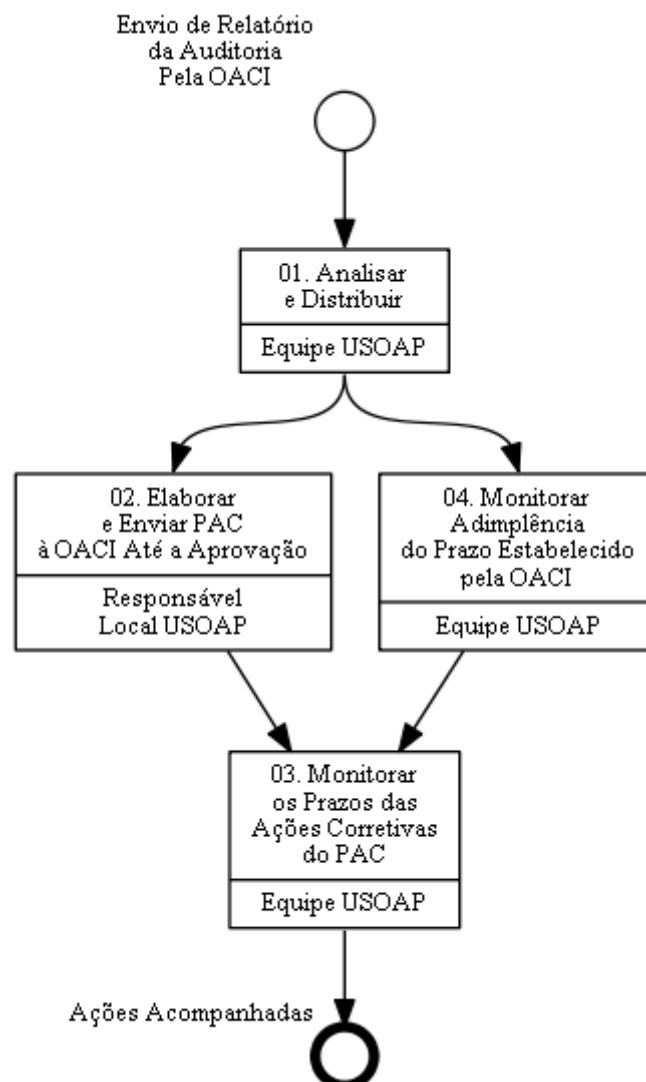 Envio de Relatório
da Auditoria
Pela OACI
01. Analisar
e Distribuir
Equipe USOAP
02. Elaborar
e Enviar PAC
à OACI Até a Aprovação
Responsável
Local USOAP
04. Monitorar
Adimplência
do Prazo Estabelecido
pela OACI
Equipe USOAP
03. Monitorar
os Prazos das
Ações Corretivas
do PAC
Equipe USOAP
Ações Acompanhadas